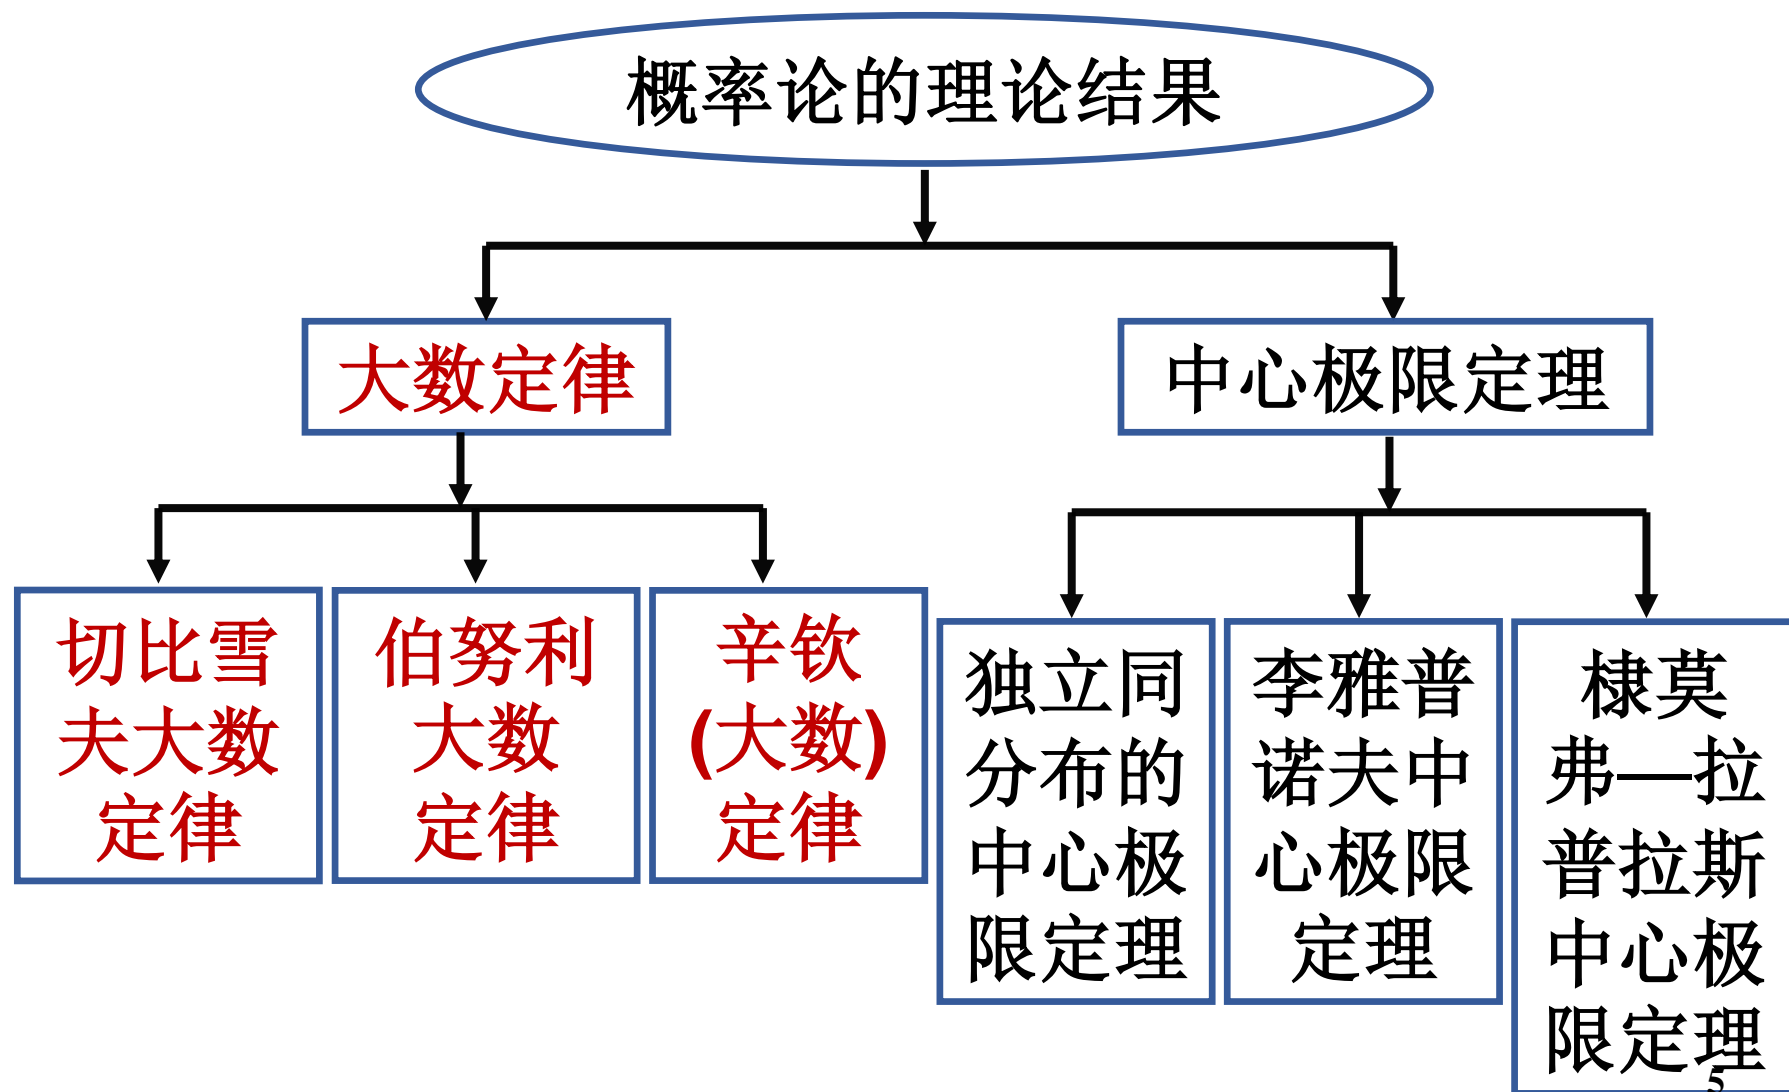 概率论的理论结果
大数定律
中心极限定理
切比雪
夫大数
定律
伯努利
大数
定律
辛钦
(大数)
定律
独立同
分布的
中心极
限定理
李雅普
诺夫中
心极限
定理
棣莫
弗—拉
普拉斯
中心极
限定理
5